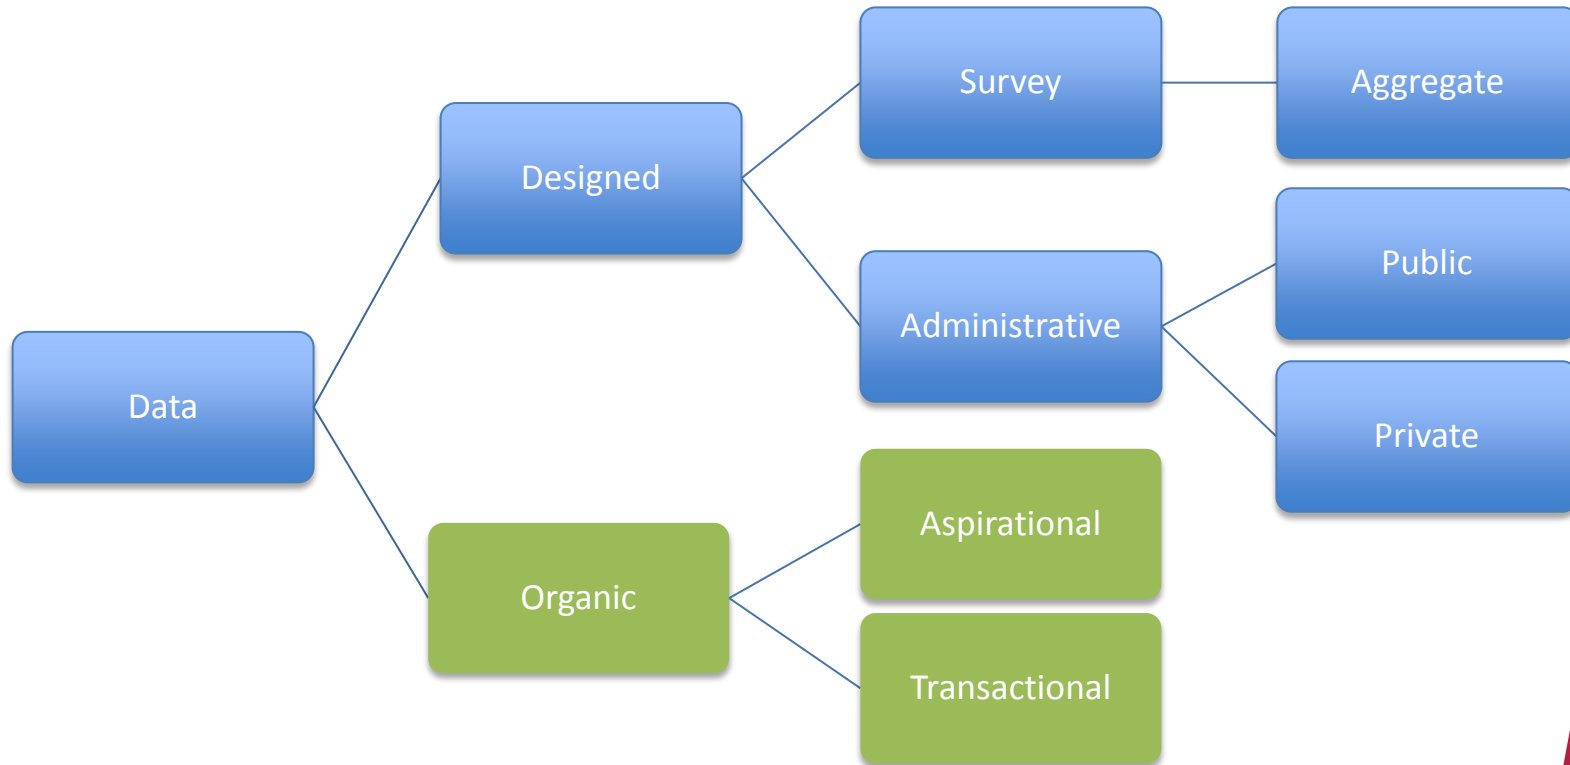 Data
Designed
Survey
Aggregate
Administrative
Public
Private
Organic
Aspirational
Transactional